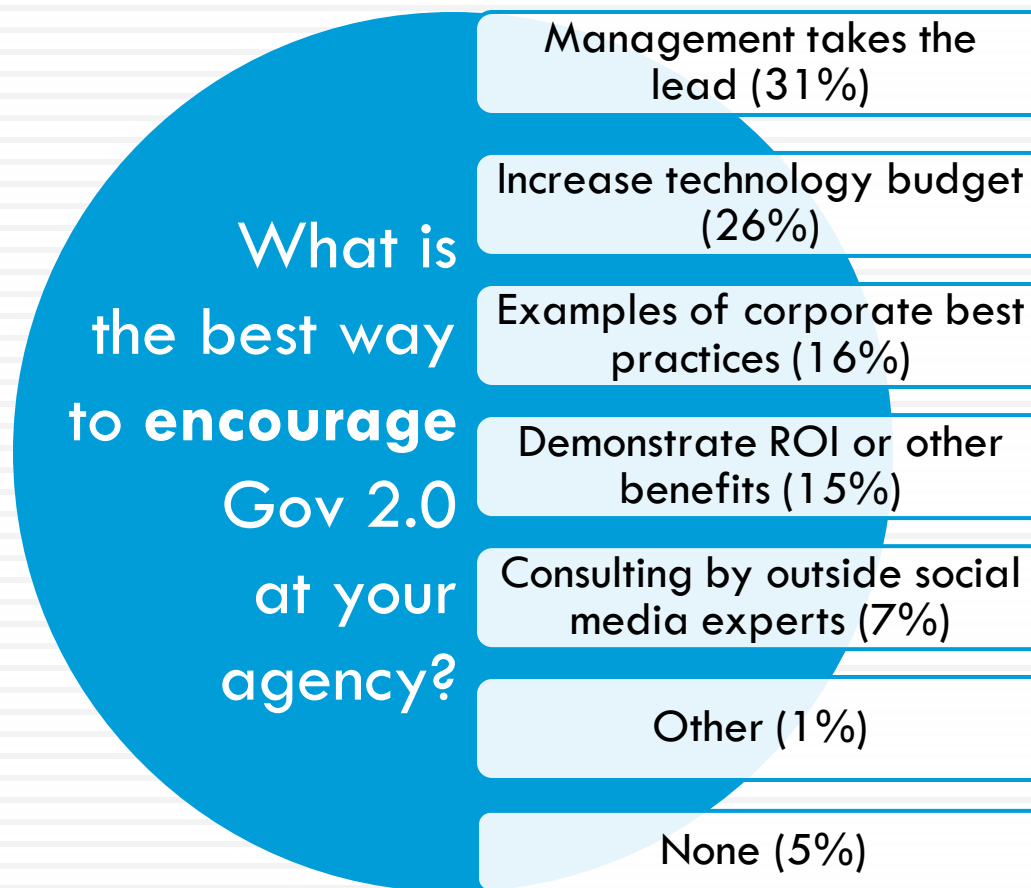 What is
the best way
to encourage
Gov 2.0
at your
agency?
Management takes the
lead (31%)
Increase technology budget
(26%)
Examples of corporate best
practices (16%)
Demonstrate ROI or other
benefits (15%)
Consulting by outside social
media experts (7%)
Other (1%)
None (5%)